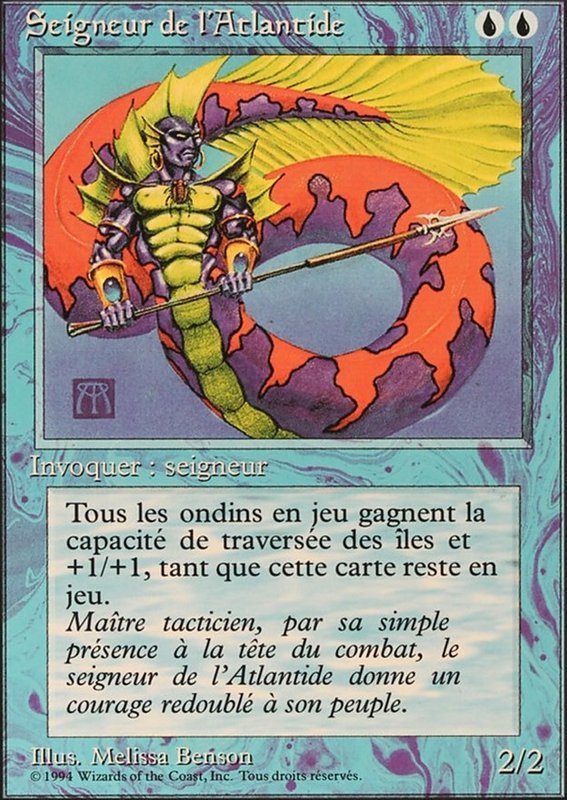 Seigneur de l'Atlantide
Invoquer : seigneur
Tous les ondins en jeu gagnent la
capacité de traversée des îles et
+1/+1, tant que cette carte reste en
jeu.
Maître tacticien, par sa simple
présence à la tête du combat, le
seigneur de l'Atlantide donne un
courage redoublé à son peuple.
Illus. Melissa Benson
2/2
© 1994 Wizards of the Coast, Inc. Tous droits réservés.